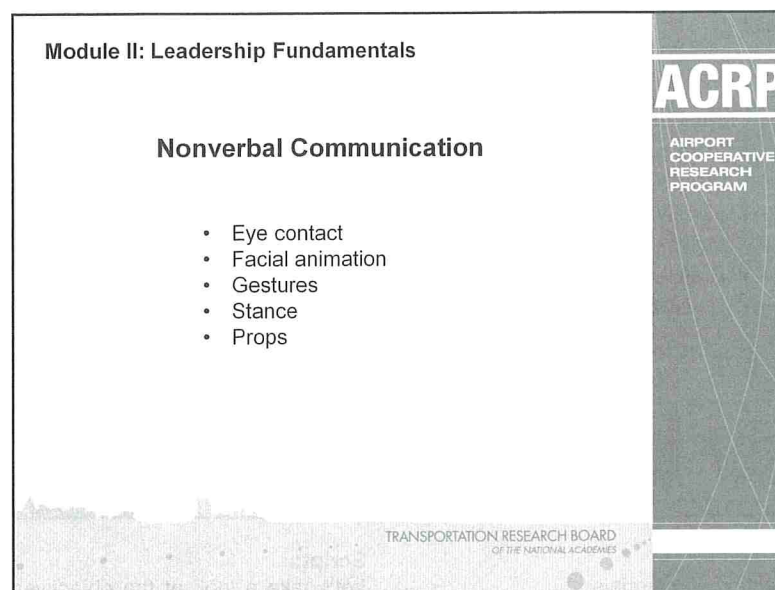 Module II: Leadership Fundamentals
ACRP
AIRPORT
COOPERATIVE
RESEARCH
PROGRAM
Nonverbal Communication
• Eye contact
• Facial animation
• Gestures
• Stance
• Props
TRANSPORTATION RESEARCH BOARD
OF THE NATIONAL ACADEMIES